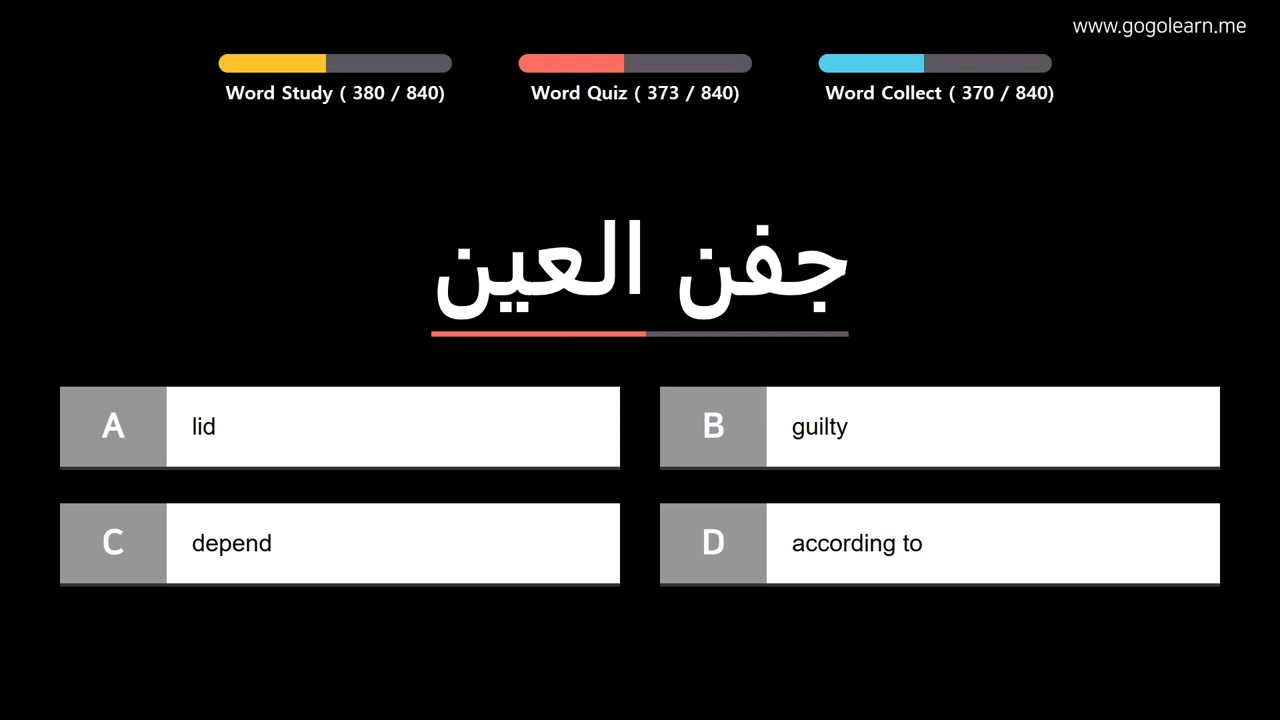 www.gogolearn.me
Word Study ( 380 / 840)
Word Quiz ( 373 / 840)
Word Collect ( 370 / 840)
جفن العين
A lid
B guilty
C depend
D according to